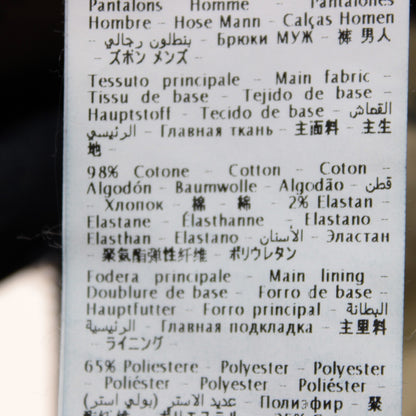 Pantalons Homme - Pantalones
Hombre - Hose Mann - Calças Homen
- بنطلون رجالي - Брюки МУЖ - 裤 男人
- ズボン メンズ -
Tessuto principale - Main fabric -
Tissu de base - Tejido de base -
Hauptstoff - Tecido de base - القماش
الرئيسي - Главная ткань - 主面料 - 主生
地 -
98% Cotone - Cotton - Coton -
Algodón - Baumwolle - Algodão - قطن
- Хлопок - 棉 - 綿 - 2% Elastan -
Elastane - Élasthanne - Elastano -
Elasthan - Elastano - الأستان - Эластан
- 聚氨酯弹性纤维 - ポリウレタン
Fodera principale - Main lining -
Doublure de base - Forro de base -
Hauptfutter - Forro principal - البطانة
الرئيسية - Главная подкладка - 主里料
- ライニング -
65% Poliestere - Polyester - Polyester
- Poliéster - Polyester - Poliéster -
عديد الاستر (بولي استر) - Полиэфир - 聚